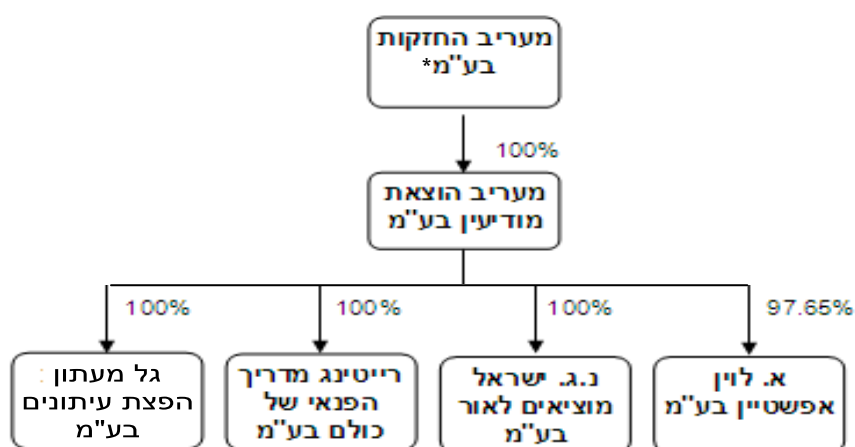 מעריב החזקות
בע"מ*
100%
מעריב הוצאת
מודיעין בע"מ
100%
100%
100%
97.65%
א. לוין
אפשטיין בע"מ
נ.ג. ישראל
מוציאים לאור
בע"מ
רייטינג מדריך
הפנאי של
כולם בע"מ
גל מעתון
הפצת עיתונים
בע"מ